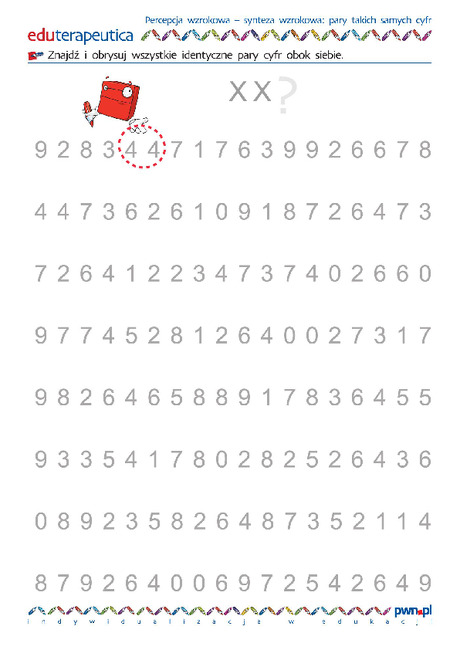 Percepcja wzrokowa – synteza wzrokowa: pary takich samych cyfr
eduterapeutica
Znajdź i obrysuj wszystkie identyczne pary cyfr obok siebie.
X X ?
9 2 8 3 4 4 7 1 7 6 3 9 9 2 6 6 7 8
4 4 7 3 6 2 6 1 0 9 1 8 7 2 6 4 7 3
7 2 6 4 1 2 2 3 4 7 3 7 4 0 2 6 6 0
9 7 7 4 5 2 8 1 2 6 4 0 0 2 7 3 1 7
9 8 2 6 4 6 5 8 8 9 1 7 8 3 6 4 5 5
9 3 3 5 4 1 7 8 0 2 8 2 5 2 6 4 3 6
0 8 9 2 3 5 8 2 6 4 8 7 3 5 2 1 1 4
8 7 9 2 6 4 0 0 6 9 7 2 5 4 2 6 4 9
pwn.pl
indywidualizacja w edukacji